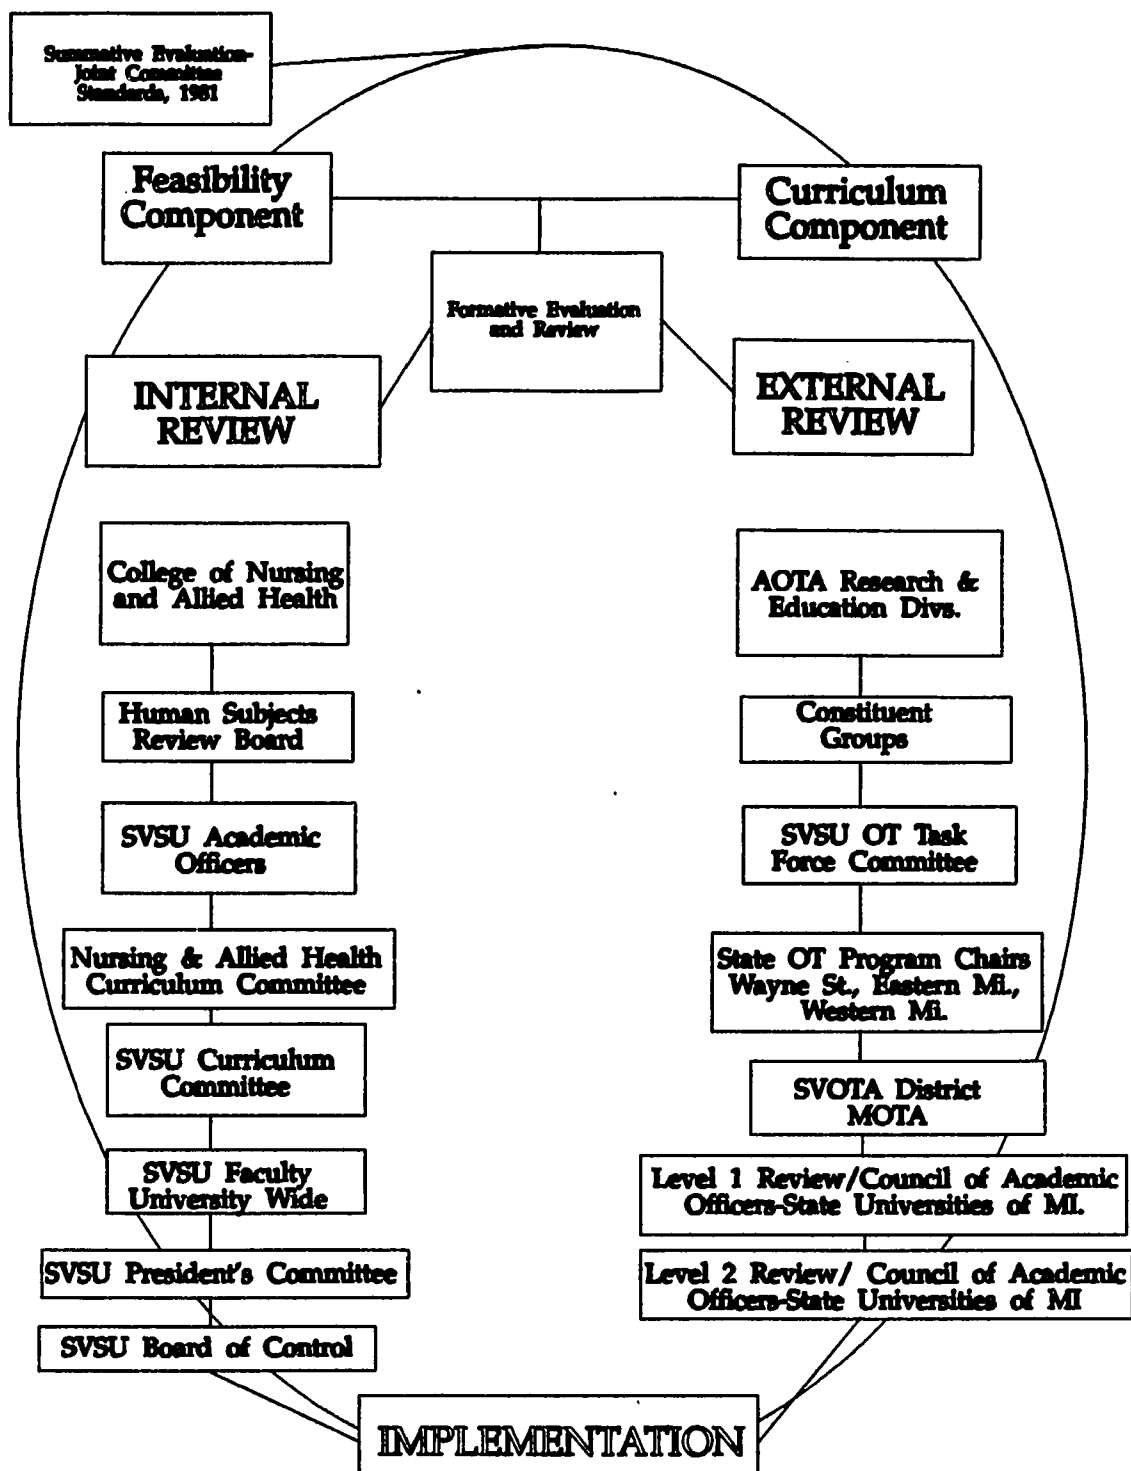 Summative Evaluation-
Joint Committee
Standards, 1981
Feasibility
Component
Curriculum
Component
Formative Evaluation
and Review
INTERNAL
REVIEW
EXTERNAL
REVIEW
College of Nursing
and Allied Health
Human Subjects
Review Board
SVSU Academic
Officers
Nursing & Allied Health
Curriculum Committee
SVSU Curriculum
Committee
SVSU Faculty
University Wide
SVSU President's Committee
SVSU Board of Control
AOTA Research &
Education Divs.
Constituent
Groups
SVSU OT Task
Force Committee
State OT Program Chairs
Wayne St., Eastern Mi.,
Western Mi.
SVOTA District
MOTA
Level 1 Review/Council of Academic
Officers-State Universities of MI.
Level 2 Review/ Council of Academic
Officers-State Universities of MI
IMPLEMENTATION